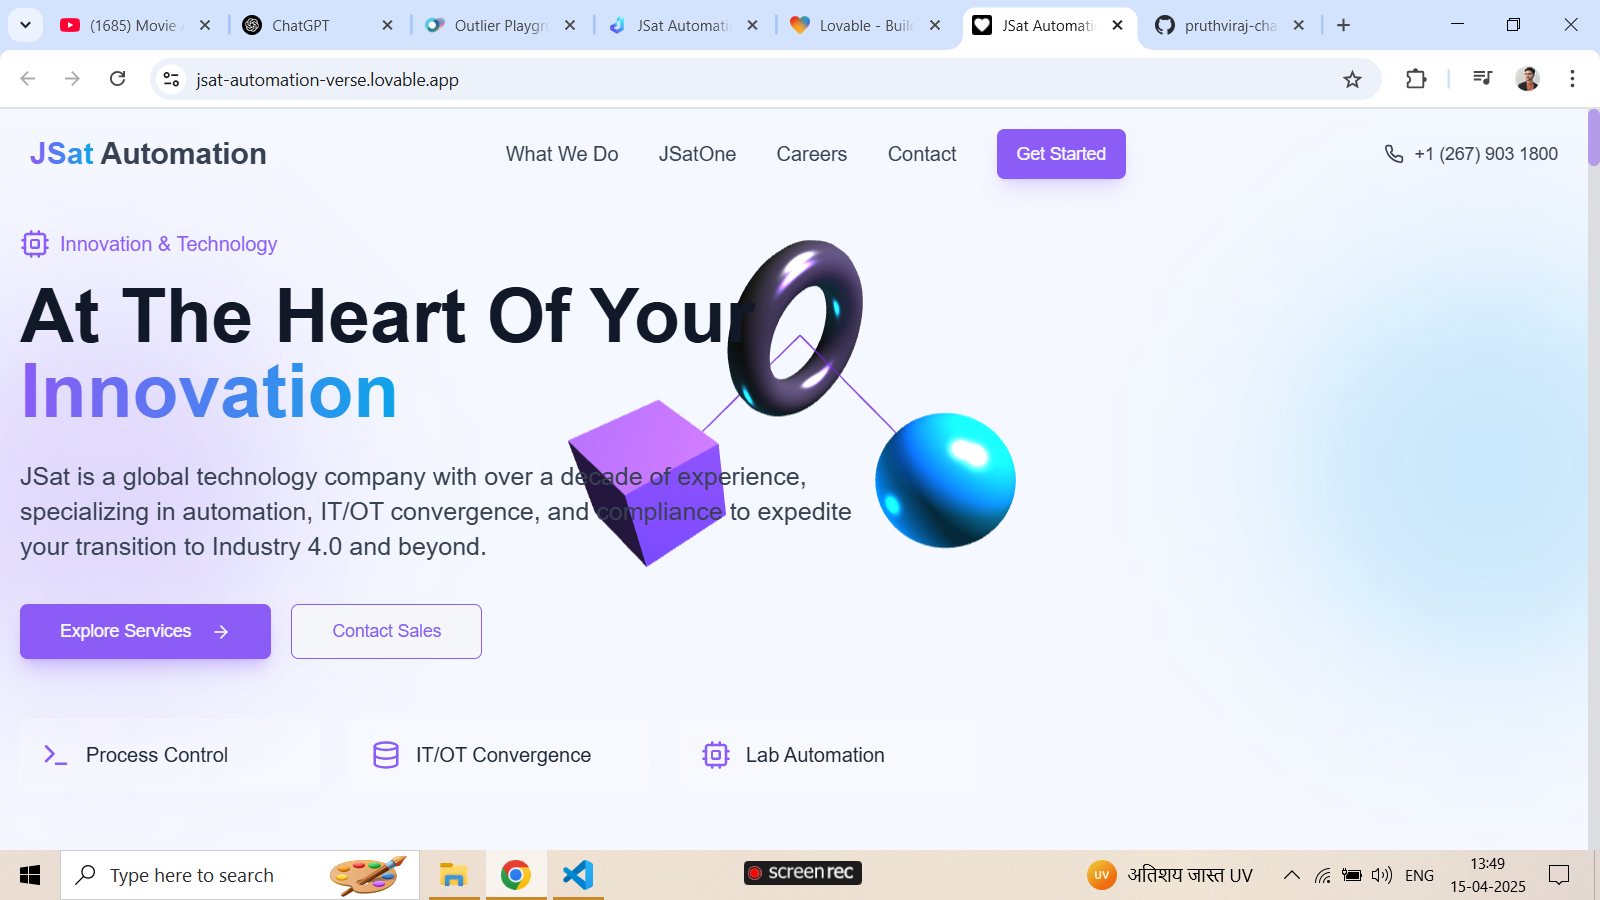 (1685) Movie
ChatGPT
Outlier Playgro
JSat Automati
Lovable - Build
JSat Automati
pruthviraj-cha
jsat-automation-verse.lovable.app
JSat Automation
What We Do
JSatOne
Careers
Contact
Get Started
+1 (267) 903 1800
Innovation & Technology
At The Heart Of Your
Innovation
JSat is a global technology company with over a decade of experience,
specializing in automation, IT/OT convergence, and compliance to expedite
your transition to Industry 4.0 and beyond.
Explore Services
Contact Sales
Process Control
IT/OT Convergence
Lab Automation
Type here to search
screenrec
UV
अतिशय जास्त UV
ENG
13:49
15-04-2025